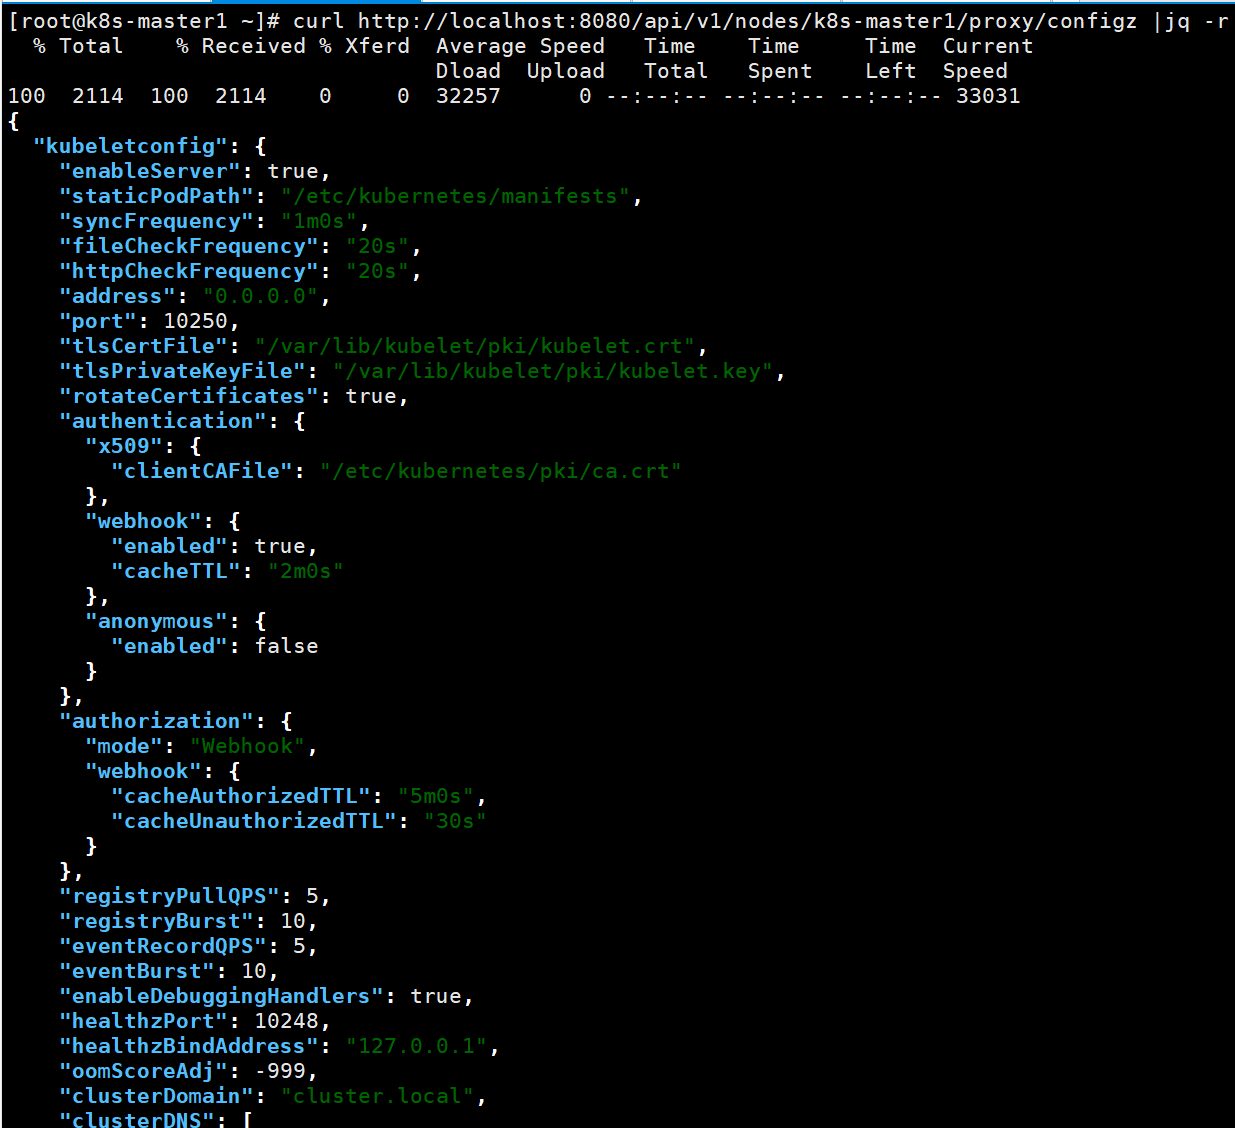 [root@k8s-master1 ~]# curl http://localhost:8080/api/v1/nodes/k8s-master1/proxy/configz |jq -r
  % Total    % Received % Xferd  Average Speed   Time    Time     Time  Current
                                 Dload  Upload   Total   Spent    Left  Speed
100  2114  100  2114    0     0  32257      0 --:--:-- --:--:-- --:--:-- 33031
{
  "kubeletconfig": {
    "enableServer": true,
    "staticPodPath": "/etc/kubernetes/manifests",
    "syncFrequency": "1m0s",
    "fileCheckFrequency": "20s",
    "httpCheckFrequency": "20s",
    "address": "0.0.0.0",
    "port": 10250,
    "tlsCertFile": "/var/lib/kubelet/pki/kubelet.crt",
    "tlsPrivateKeyFile": "/var/lib/kubelet/pki/kubelet.key",
    "rotateCertificates": true,
    "authentication": {
      "x509": {
        "clientCAFile": "/etc/kubernetes/pki/ca.crt"
      },
      "webhook": {
        "enabled": true,
        "cacheTTL": "2m0s"
      },
      "anonymous": {
        "enabled": false
      }
    },
    "authorization": {
      "mode": "Webhook",
      "webhook": {
        "cacheAuthorizedTTL": "5m0s",
        "cacheUnauthorizedTTL": "30s"
      }
    },
    "registryPullQPS": 5,
    "registryBurst": 10,
    "eventRecordQPS": 5,
    "eventBurst": 10,
    "enableDebuggingHandlers": true,
    "healthzPort": 10248,
    "healthzBindAddress": "127.0.0.1",
    "oomScoreAdj": -999,
    "clusterDomain": "cluster.local",
    "clusterDNS": [